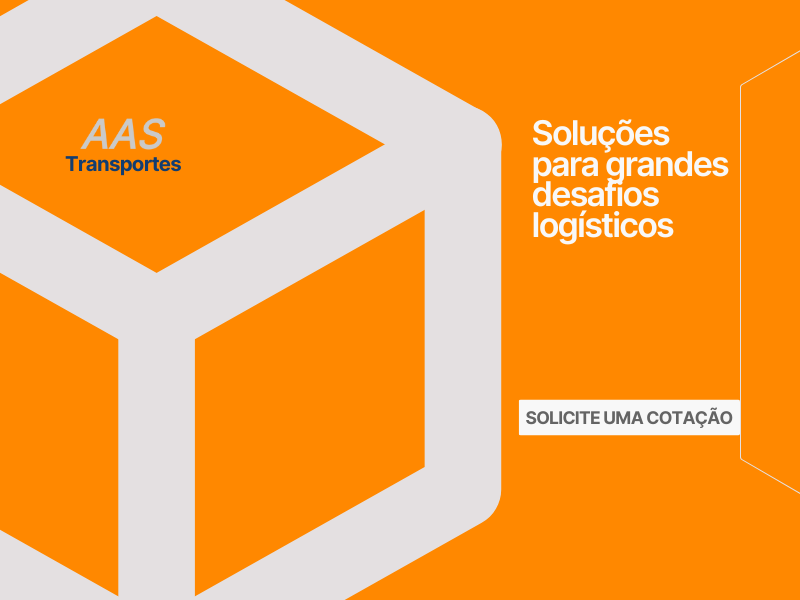 AAS
Transportes
Soluções
para grandes
desafios
logísticos
SOLICITE UMA COTAÇÃO